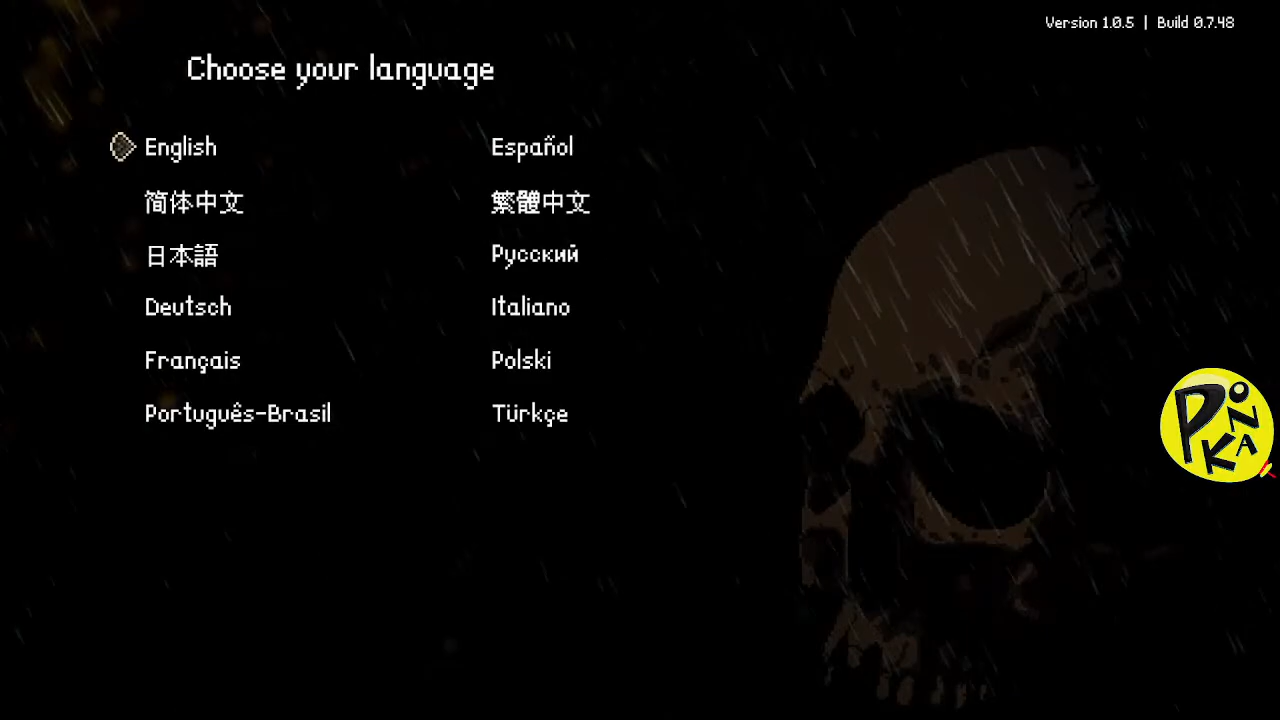 Version 1.0.5 | Build 0.7.48
Choose your language
English
Español
简体中文
繁體中文
日本語
Русский
Deutsch
Italiano
Français
Polski
Português-Brasil
Türkçe
PONZKA